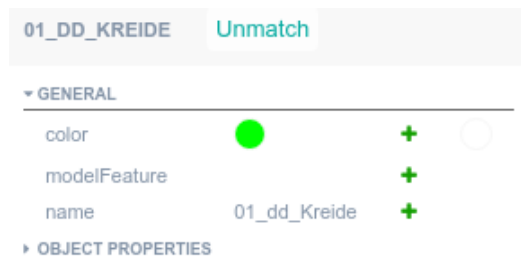 01_DD_KREIDE Unmatch
GENERAL
color
modelFeature
name 01_dd_Kreide
OBJECT PROPERTIES